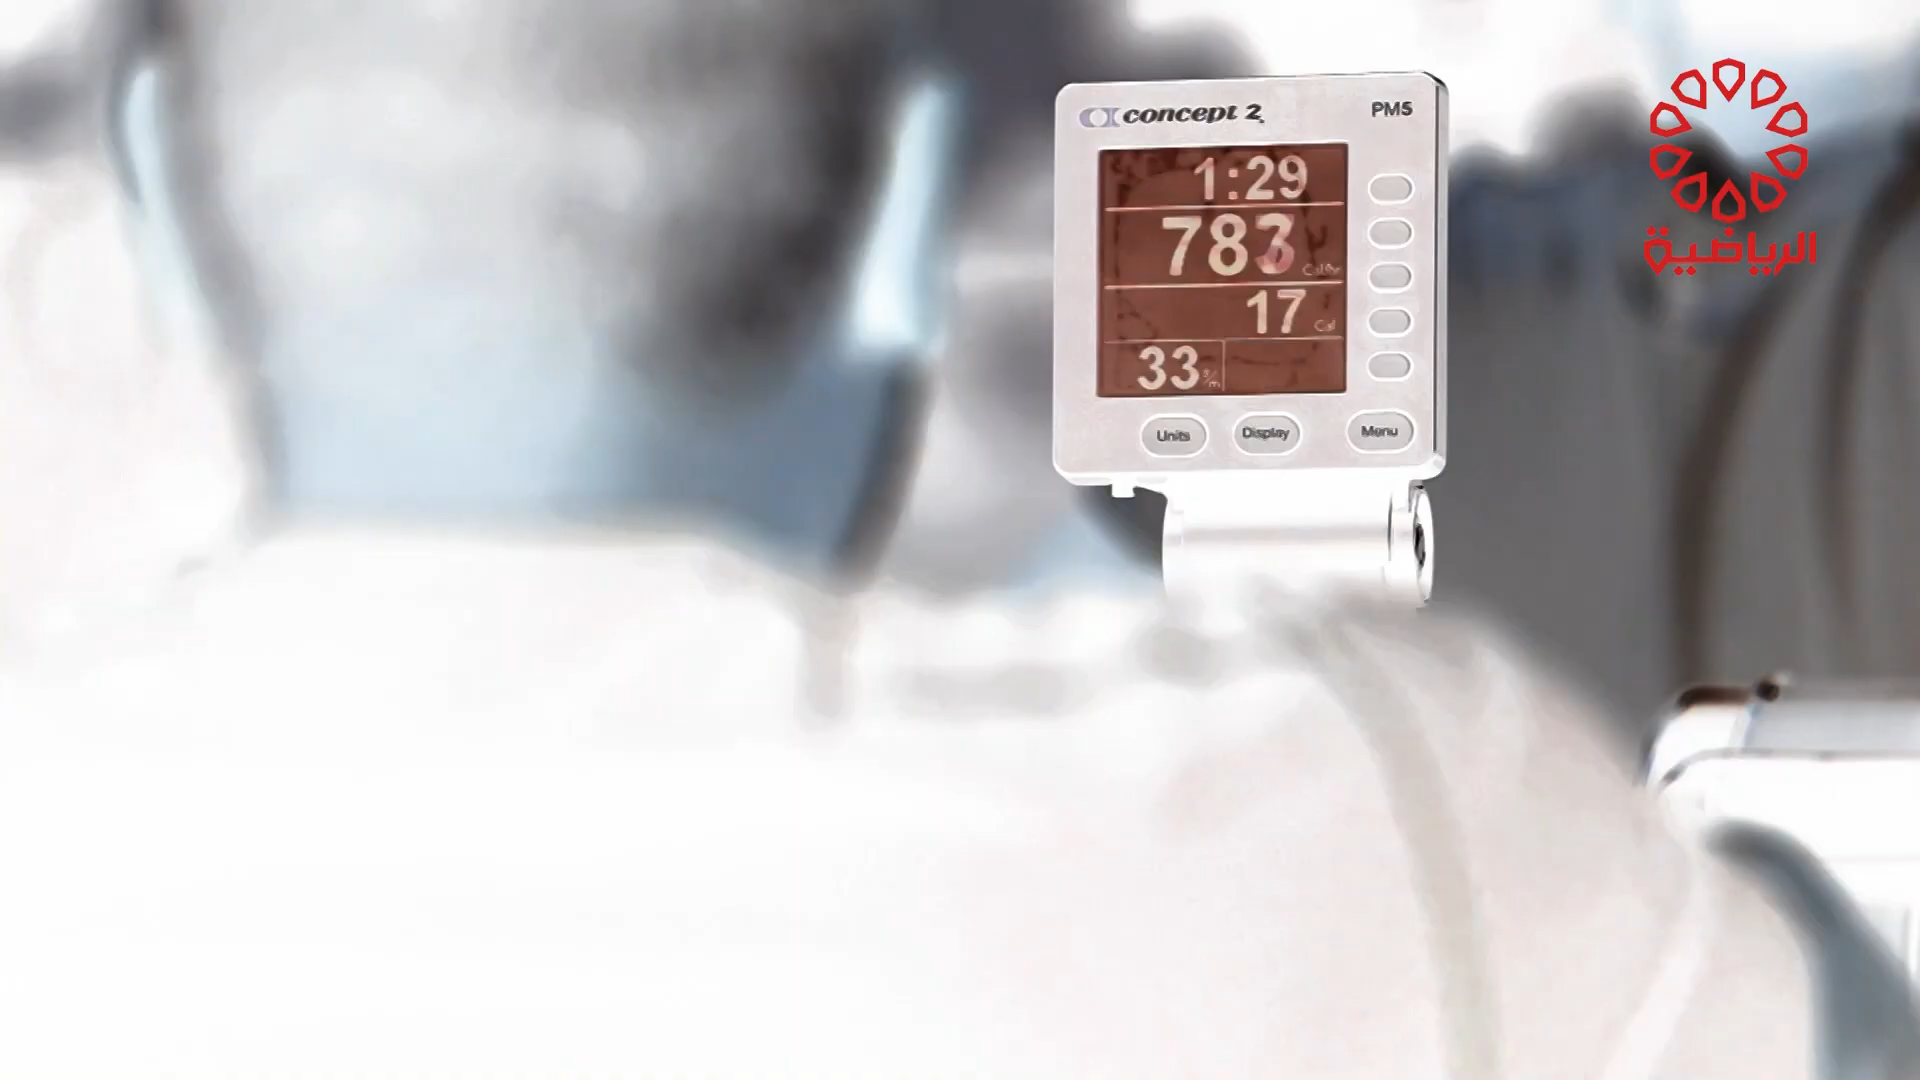 concept 2
PM5
1:29
783 Cal/hr
17 Cal
33 s/m
Units Display Menu
الرياضية